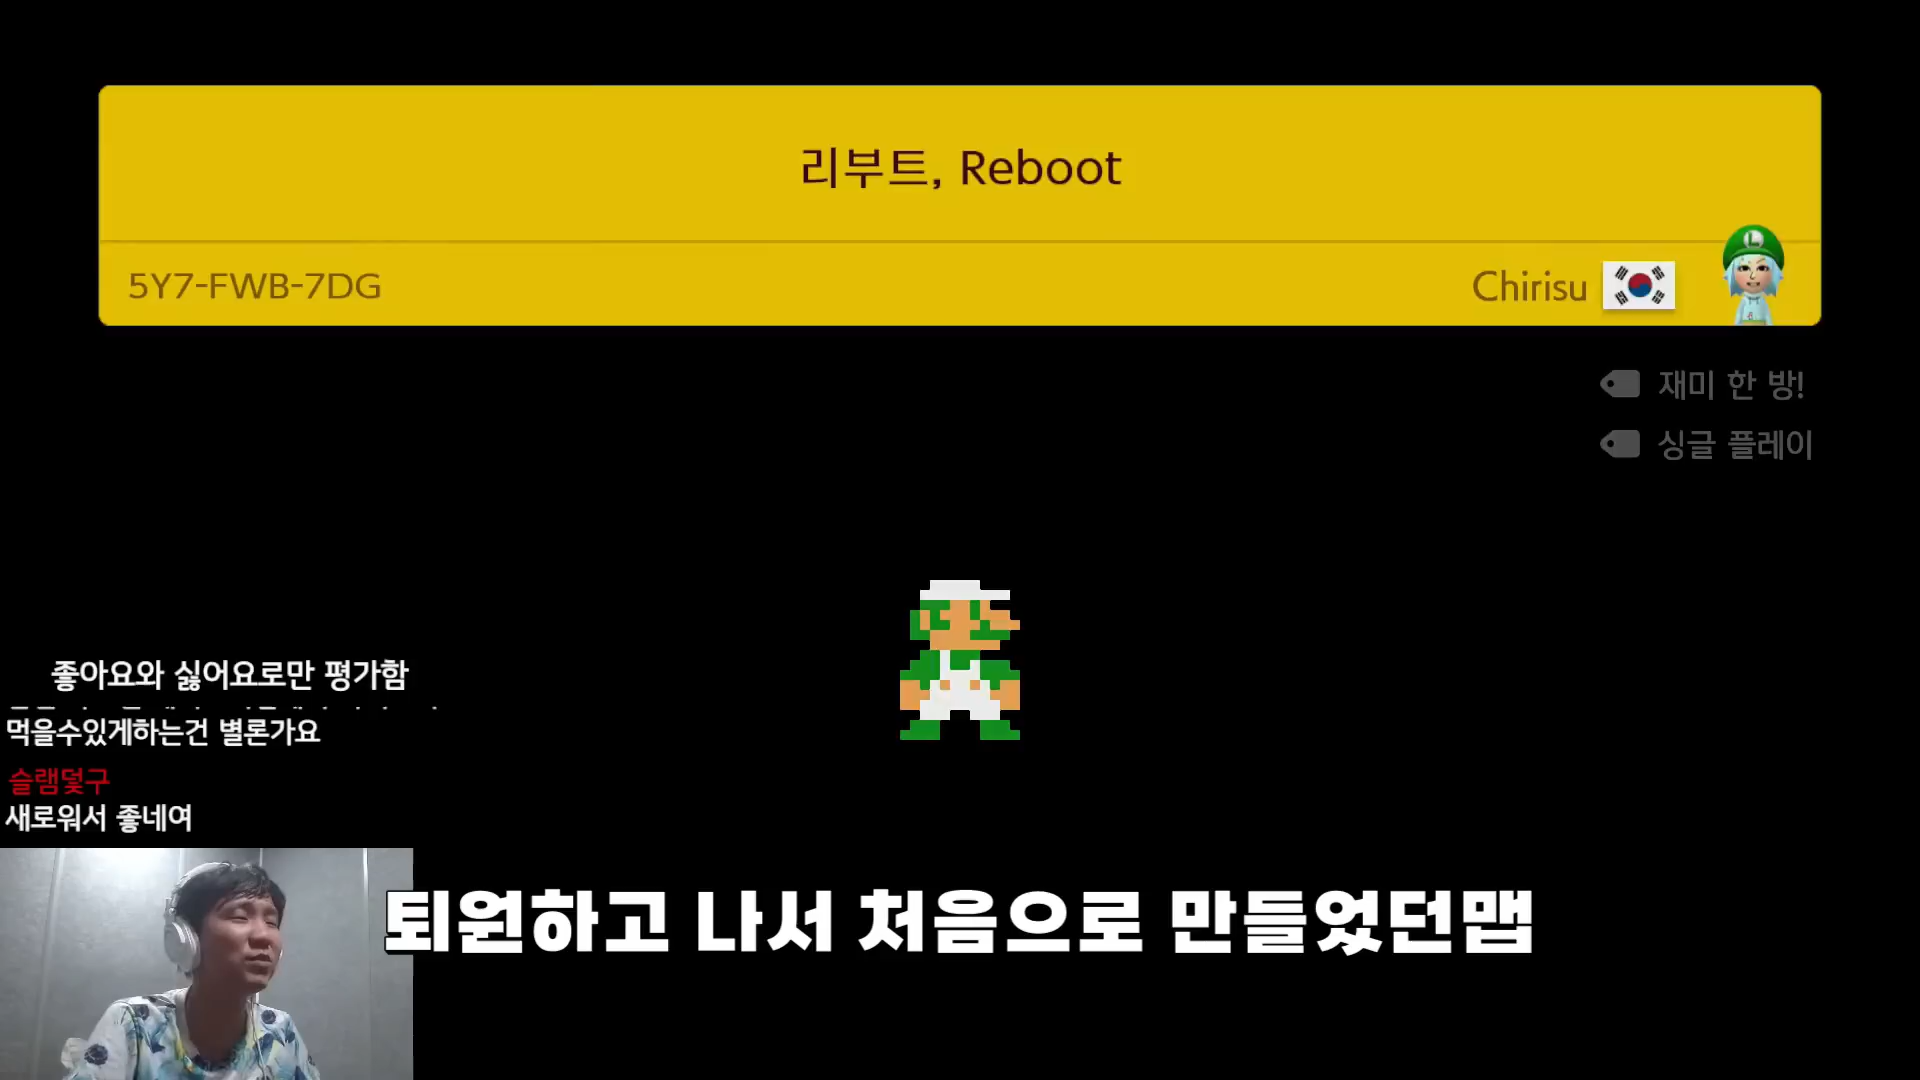 리부트, Reboot
5Y7-FWB-7DG
Chirisu
재미 한 방!
싱글 플레이
좋아요와 싫어요로만 평가함
먹을수있게하는건 별론가요
슬램덫구
새로워서 좋네여
퇴원하고 나서 처음으로 만들었던맵